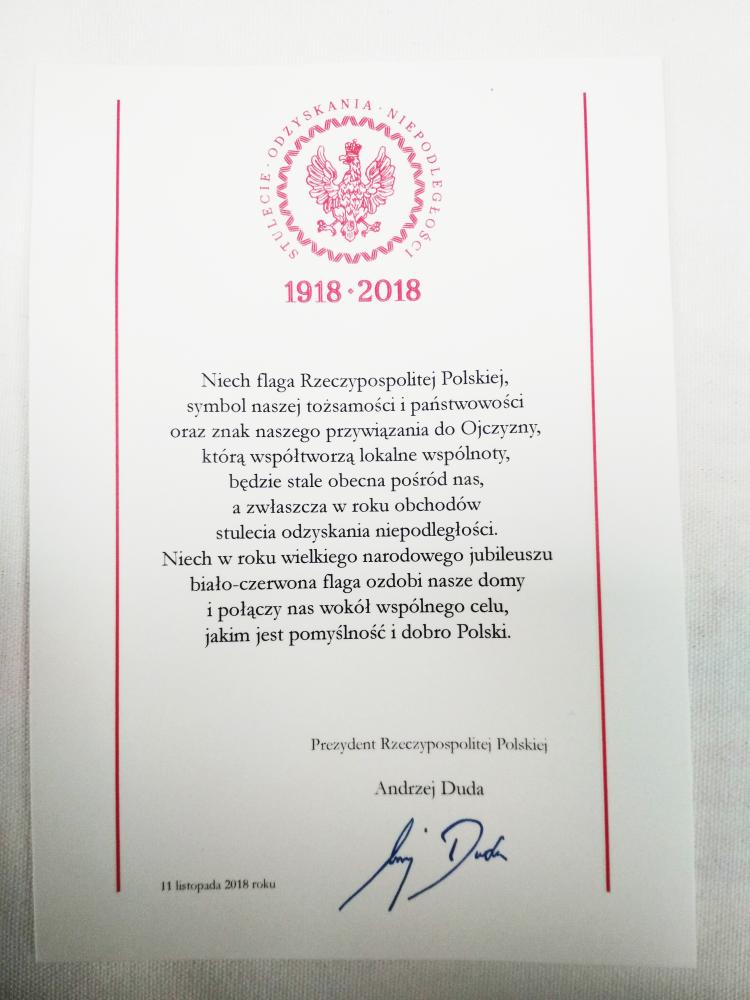 STULECIE · ODZYSKANIA · NIEPODLEGŁOŚCI
1918 · 2018
Niech flaga Rzeczypospolitej Polskiej,
symbol naszej tożsamości i państwowości
oraz znak naszego przywiązania do Ojczyzny,
którą współtworzą lokalne wspólnoty,
będzie stale obecna pośród nas,
a zwłaszcza w roku obchodów
stulecia odzyskania niepodległości.
Niech w roku wielkiego narodowego jubileuszu
biało-czerwona flaga ozdobi nasze domy
i połączy nas wokół wspólnego celu,
jakim jest pomyślność i dobro Polski.
Prezydent Rzeczypospolitej Polskiej
Andrzej Duda
Andrzej Duda
11 listopada 2018 roku